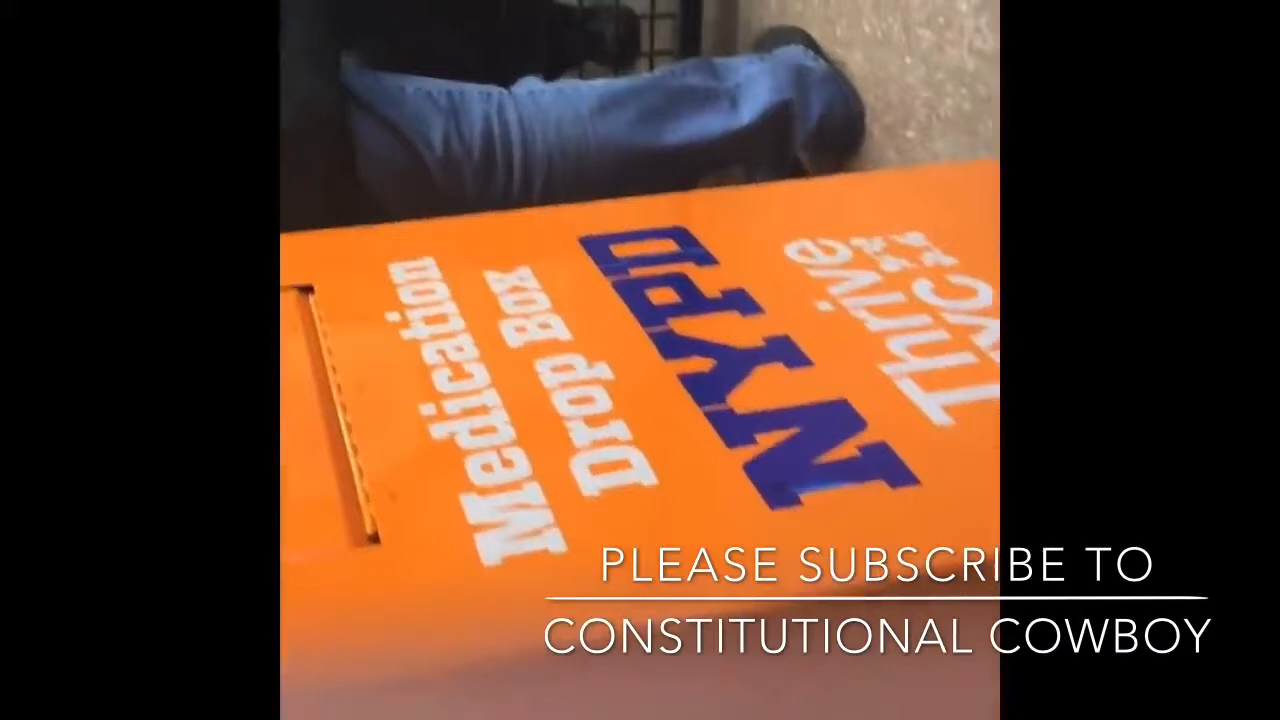 Medication
Drop Box
NYPD
Thrive
NYC
PLEASE SUBSCRIBE TO
CONSTITUTIONAL COWBOY